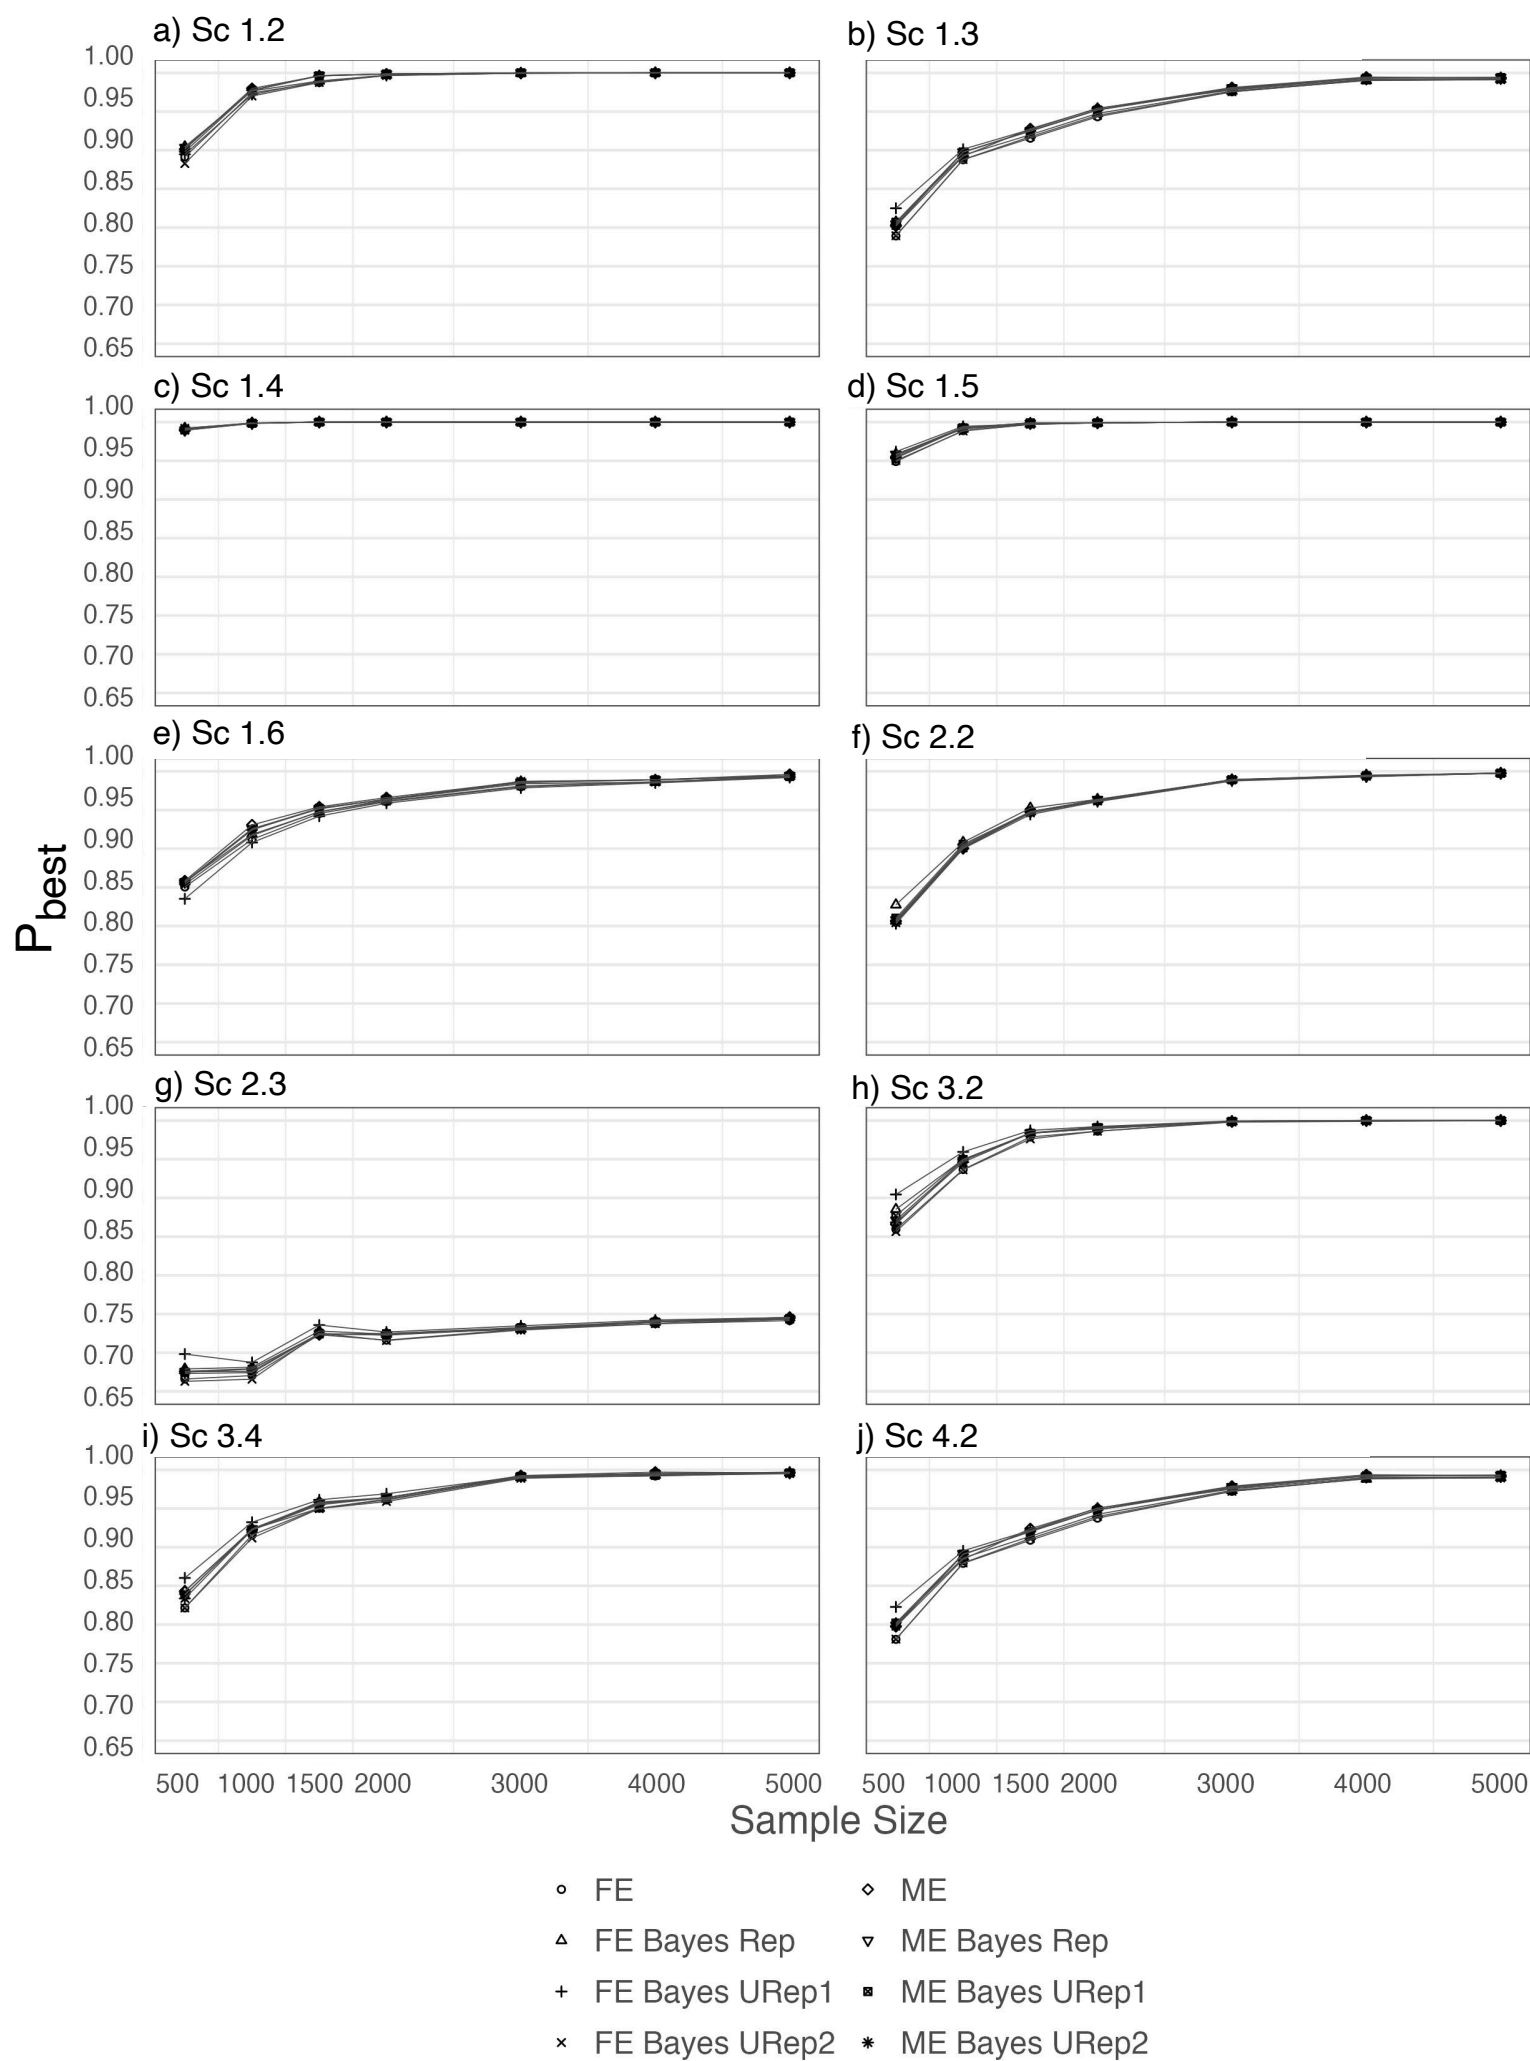 a) Sc 1.2
b) Sc 1.3
1.00
0.95
0.90
0.85
0.80
0.75
0.70
0.65
c) Sc 1.4
d) Sc 1.5
1.00
0.95
0.90
0.85
0.80
0.75
0.70
0.65
e) Sc 1.6
f) Sc 2.2
1.00
0.95
0.90
0.85
0.80
0.75
0.70
0.65
Pbest
g) Sc 2.3
h) Sc 3.2
1.00
0.95
0.90
0.85
0.80
0.75
0.70
0.65
i) Sc 3.4
j) Sc 4.2
1.00
0.95
0.90
0.85
0.80
0.75
0.70
0.65
500 1000 1500 2000 3000 4000 5000
500 1000 1500 2000 3000 4000 5000
Sample Size
FE
ME
FE Bayes Rep
ME Bayes Rep
FE Bayes URep1
ME Bayes URep1
FE Bayes URep2
ME Bayes URep2